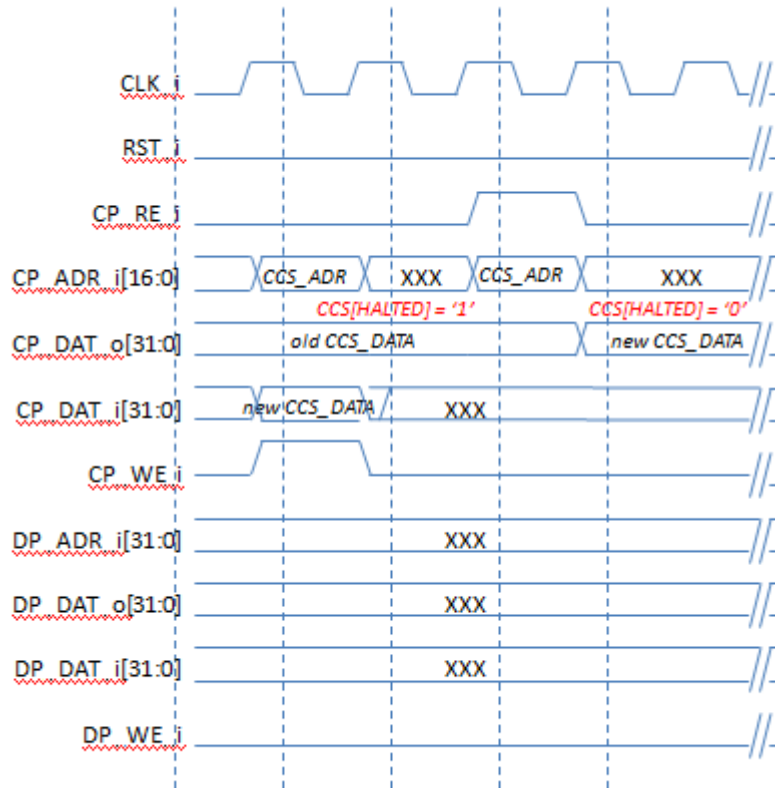 CLK_i
RST_i
CP_RE_i
CP_ADR_i[16:0] CCS_ADR XXX CCS_ADR XXX
CCS[HALTED] = ‘1’ CCS[HALTED] = ‘0’
CP_DAT_o[31:0] old CCS_DATA new CCS_DATA
CP_DAT_i[31:0] new CCS_DATA XXX
CP_WE_i
DP_ADR_i[31:0] XXX
DP_DAT_o[31:0] XXX
DP_DAT_i[31:0] XXX
DP_WE_i